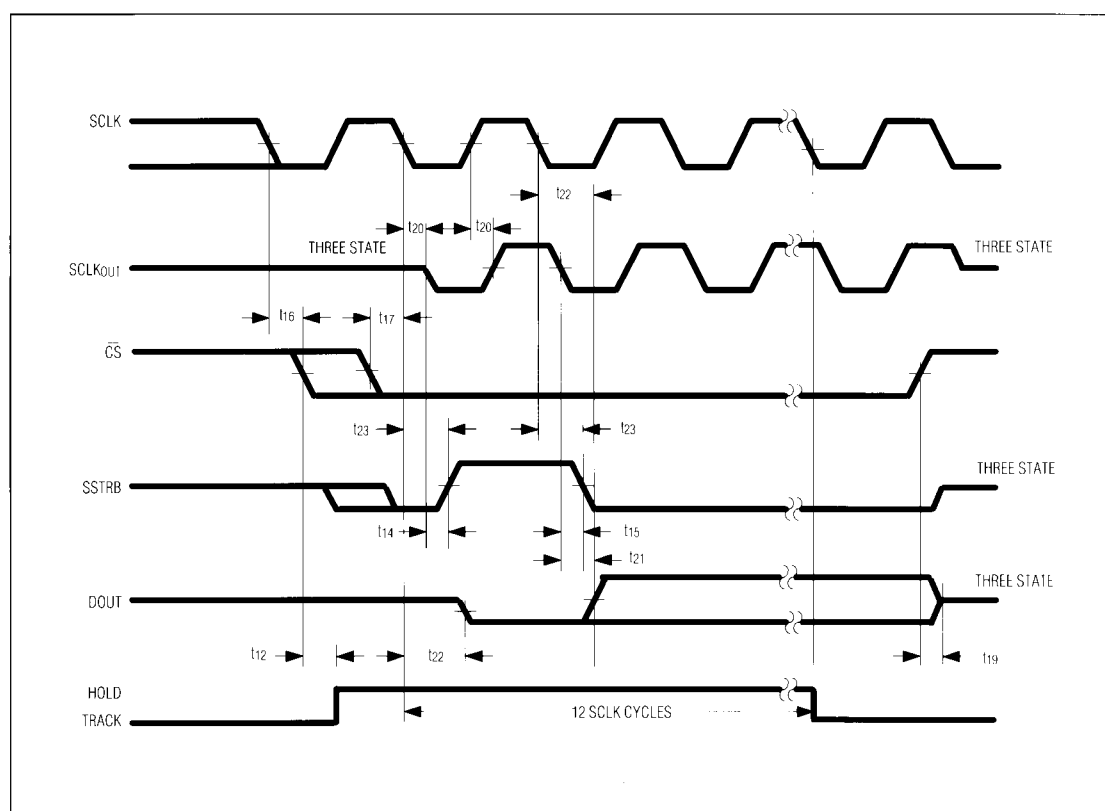 SCLK
t22
t20 t20
THREE STATE THREE STATE
SCLKOUT
t16 t17
CS
t23 t23
THREE STATE
SSTRB
t14 t15
t21
THREE STATE
DOUT
t12 t22 t19
HOLD
12 SCLK CYCLES
TRACK